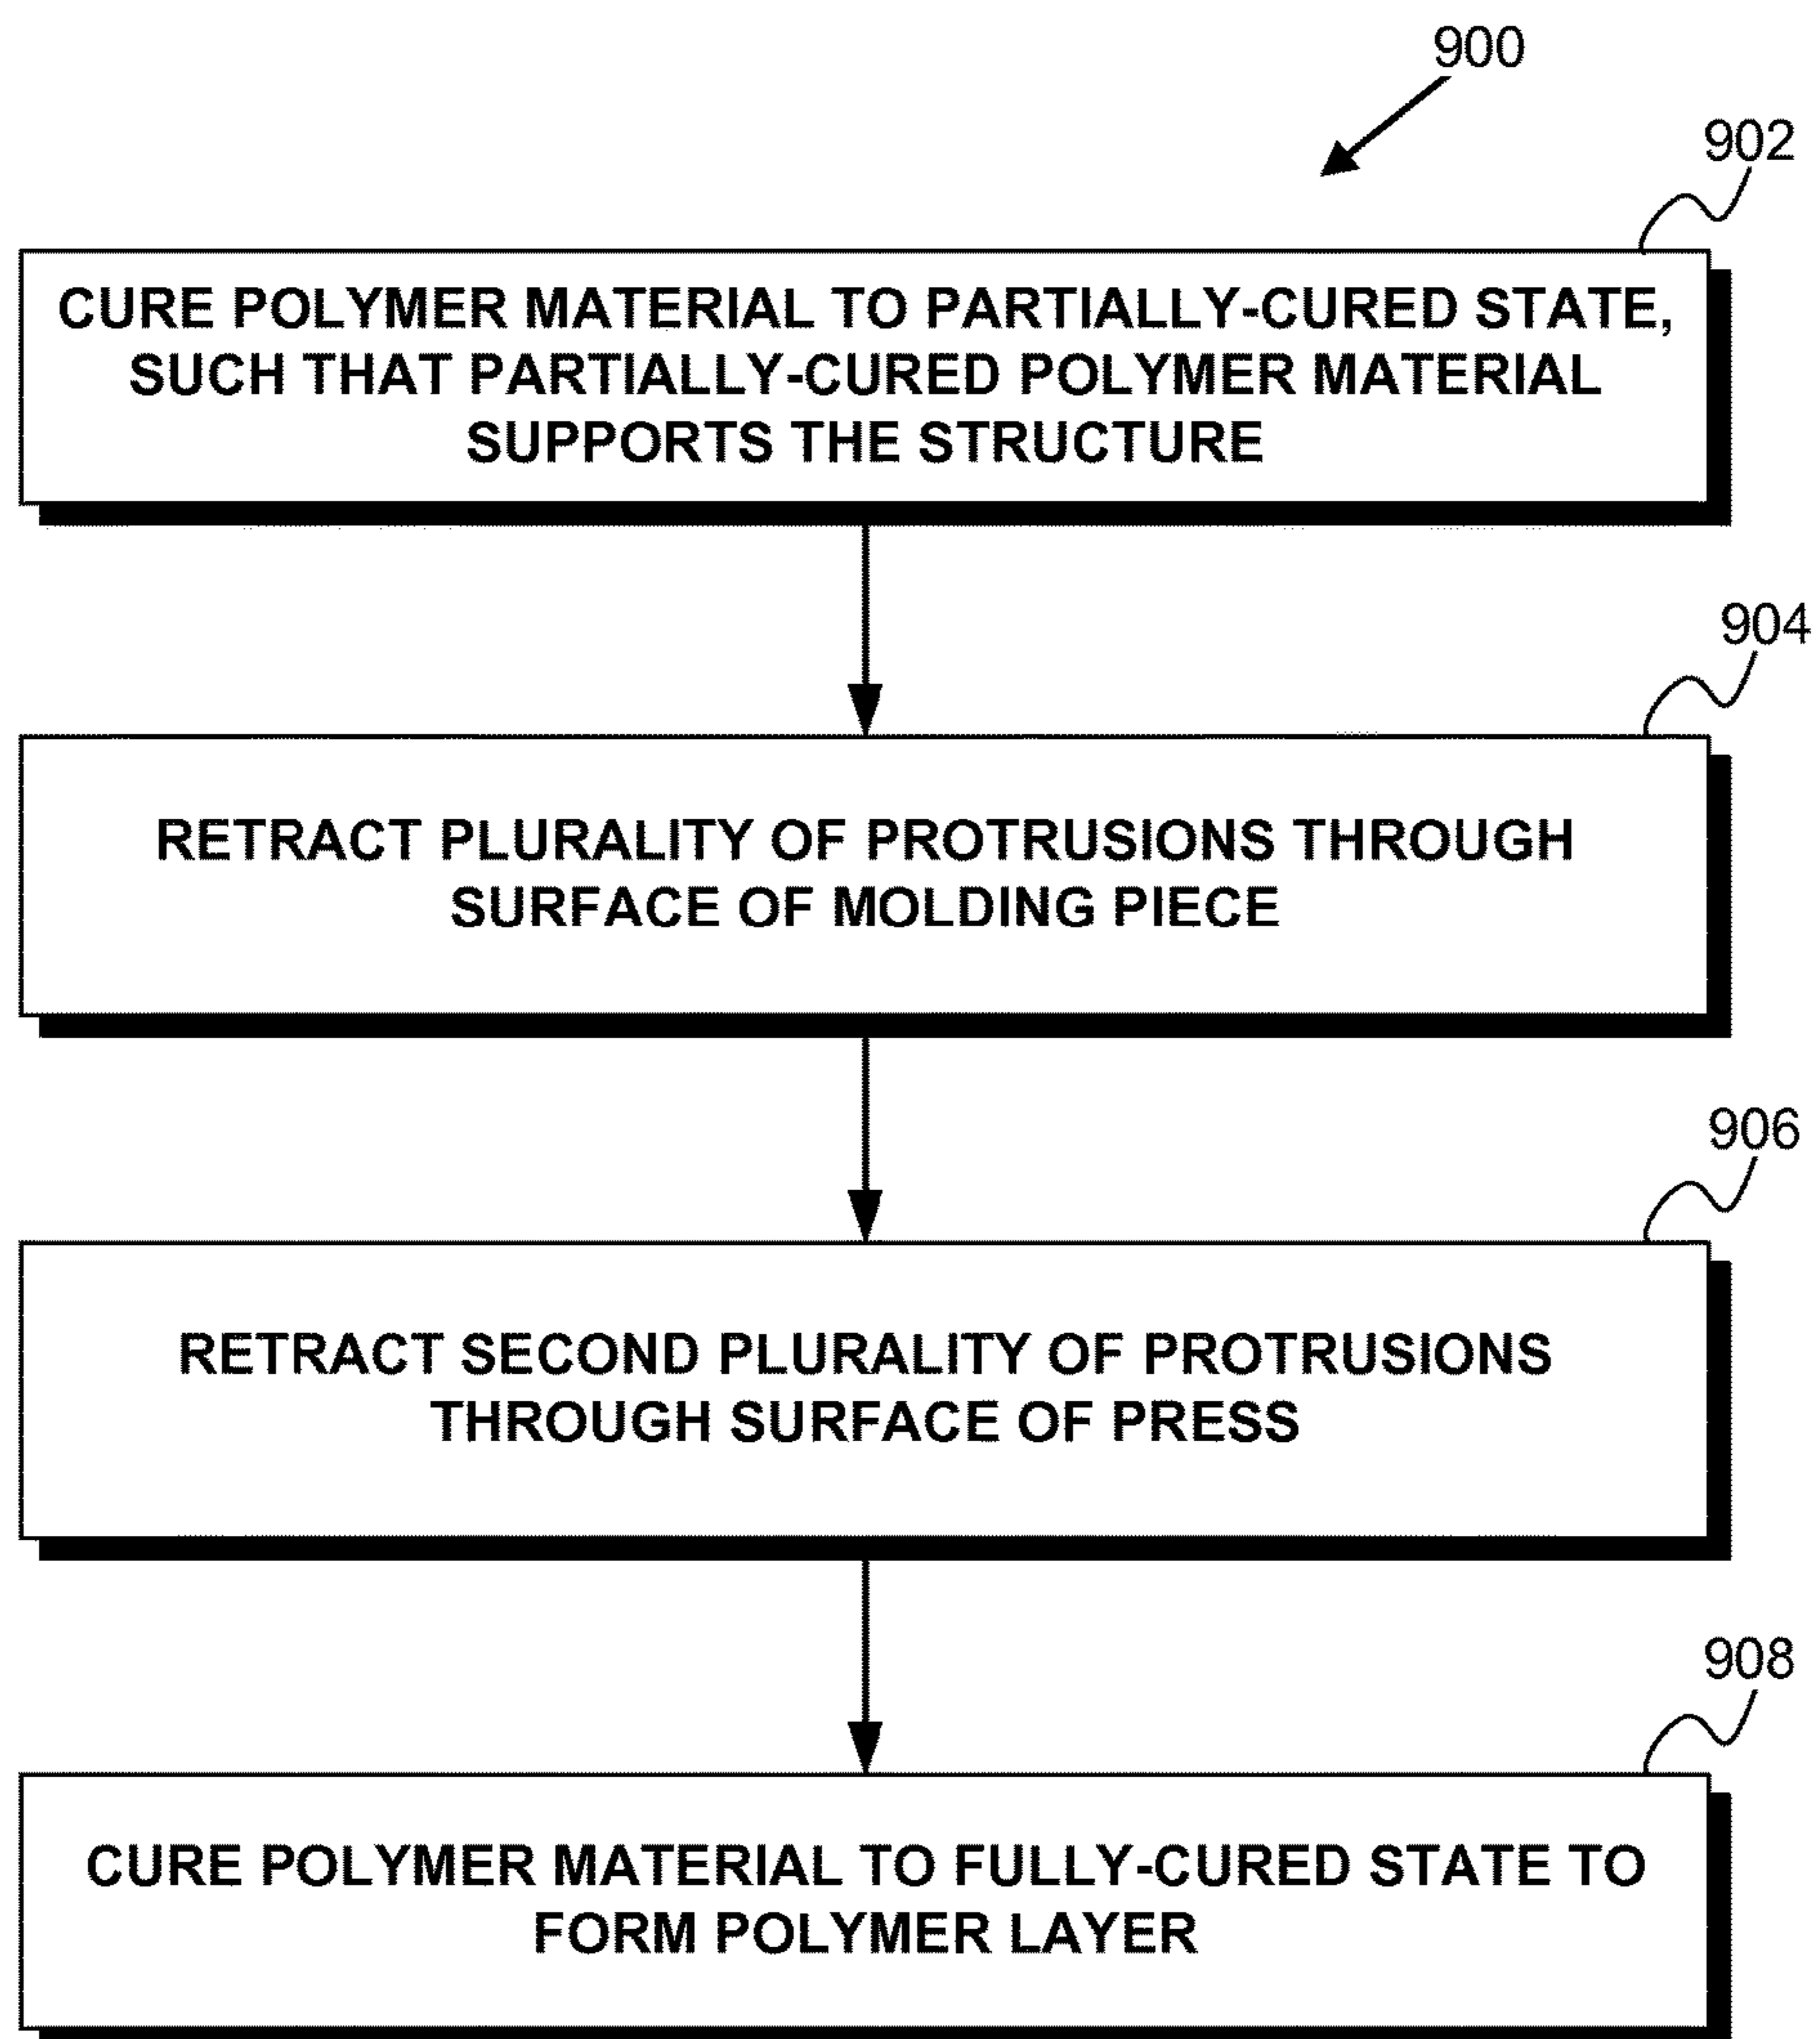 900
902
CURE POLYMER MATERIAL TO PARTIALLY-CURED STATE,
SUCH THAT PARTIALLY-CURED POLYMER MATERIAL
SUPPORTS THE STRUCTURE
904
RETRACT PLURALITY OF PROTRUSIONS THROUGH
SURFACE OF MOLDING PIECE
906
RETRACT SECOND PLURALITY OF PROTRUSIONS
THROUGH SURFACE OF PRESS
908
CURE POLYMER MATERIAL TO FULLY-CURED STATE TO
FORM POLYMER LAYER